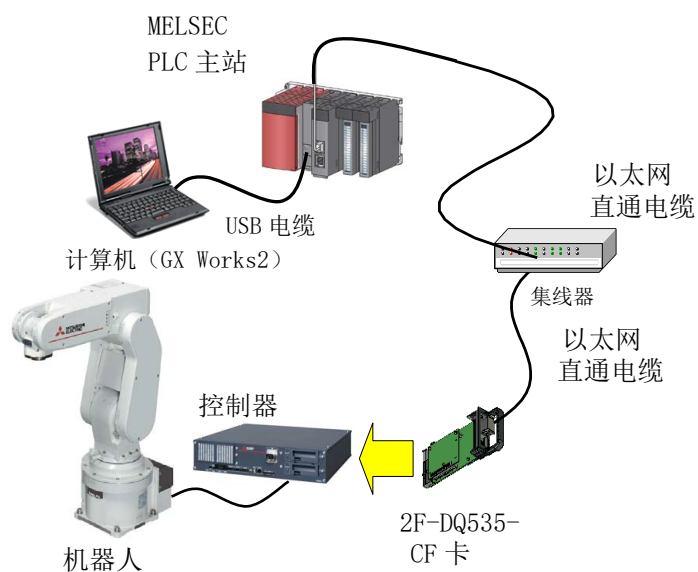 MELSEC
PLC 主站
USB 电缆
计算机（GX Works2）
以太网
直通电缆
集线器
以太网
直通电缆
MITSUBISHI
ELECTRIC
控制器
2F-DQ535-
CF 卡
机器人